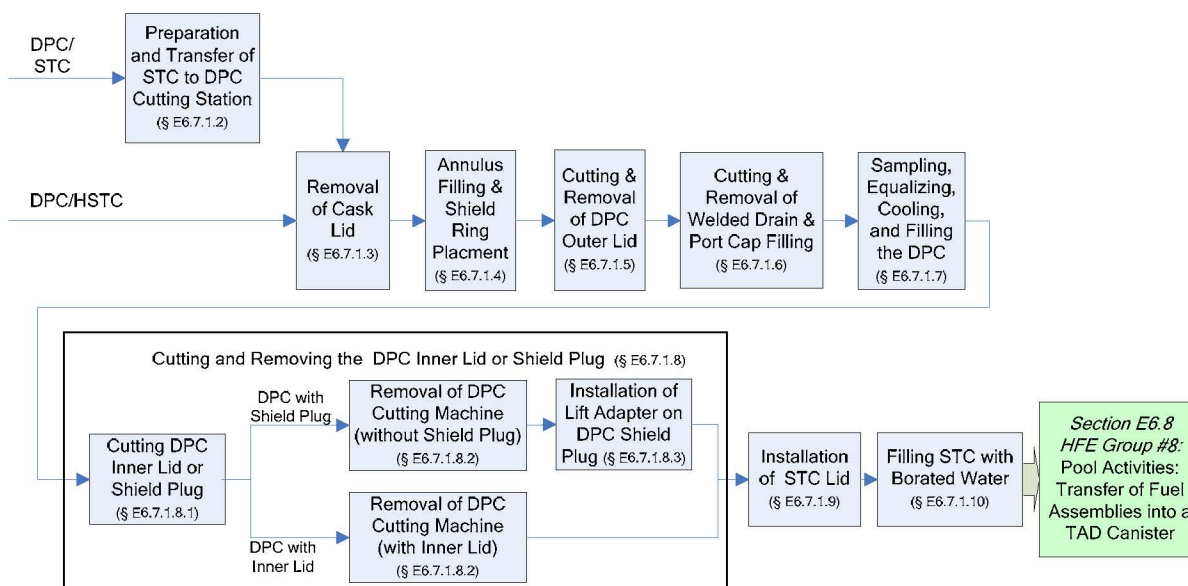 DPC/
STC
Preparation
and Transfer of
STC to DPC
Cutting Station
(§ E6.7.1.2)
DPC/HSTC
Removal
of Cask
Lid
(§ E6.7.1.3)
Annulus
Filling &
Shield
Ring
Placment
(§ E6.7.1.4)
Cutting &
Removal
of DPC
Outer Lid
(§ E6.7.1.5)
Cutting &
Removal of
Welded Drain &
Port Cap Filling
(§ E6.7.1.6)
Sampling,
Equalizing,
Cooling,
and Filling
the DPC
(§ E6.7.1.7)
Cutting and Removing the DPC Inner Lid or Shield Plug (§ E6.7.1.8)
Cutting DPC
Inner Lid or
Shield Plug
(§ E6.7.1.8.1)
DPC with
Shield Plug
Removal of DPC
Cutting Machine
(without Shield Plug)
(§ E6.7.1.8.2)
Installation of
Lift Adapter on
DPC Shield
Plug (§ E6.7.1.8.3)
DPC with
Inner Lid
Removal of DPC
Cutting Machine
(with Inner Lid)
(§ E6.7.1.8.2)
Installation
of STC Lid
(§ E6.7.1.9)
Filling STC with
Borated Water
(§ E6.7.1.10)
Section E6.8
HFE Group #8:
Pool Activities:
Transfer of Fuel
Assemblies into a
TAD Canister